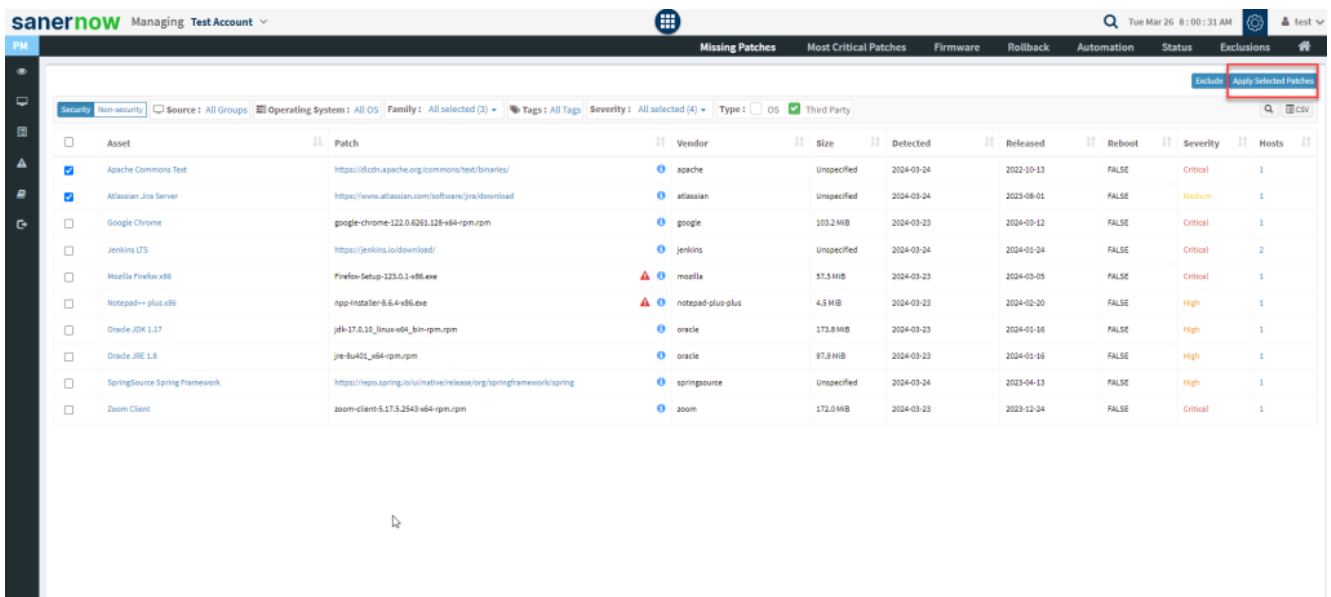 sanernow Managing Test Account Tue Mar 26 8:00:31 AM test
PM Missing Patches Most Critical Patches Firmware Rollback Automation Status Exclusions
Exclude Apply Selected Patches
Security Non-security Source : All Groups Operating System : All OS Family : All selected (3) Tags : All Tags Severity : All selected (4) Type : OS Third Party CSV
Asset Patch Vendor Size Detected Released Reboot Severity Hosts
Apache Commons Text https://dlcdn.apache.org/commons/text/binaries/ apache Unspecified 2024-03-24 2022-10-13 FALSE Critical 1
Atlassian Jira Server https://www.atlassian.com/software/jira/download atlassian Unspecified 2024-03-24 2023-08-01 FALSE Medium 1
Google Chrome google-chrome-122.0.6261.128-x64-rpm.rpm google 103.2 MiB 2024-03-24 2024-03-12 FALSE Critical 1
Jenkins LTS https://jenkins.io/download/ jenkins Unspecified 2024-03-24 2024-01-24 FALSE Critical 2
Mozilla Firefox x86 Firefox-Setup-123.0.1-x86.exe mozilla 57.5 MiB 2024-03-23 2024-03-05 FALSE Critical 1
Notepad++ plus x86 npp-Installer-8.6.4-x86.exe notepad-plus-plus 4.5 MiB 2024-03-23 2024-02-20 FALSE High 1
Oracle JDK 1.17 jdk-17.0.10_linux-x64_bin-rpm.rpm oracle 173.8 MiB 2024-03-23 2024-01-16 FALSE High 1
Oracle JRE 1.8 jre-8u401_x64-rpm.rpm oracle 97.9 MiB 2024-03-23 2024-01-16 FALSE High 1
SpringSource Spring Framework https://repo.spring.io/ui/native/release/org/springframework/spring springsource Unspecified 2024-03-24 2023-04-13 FALSE High 1
Zoom Client zoom-client-5.17.5.2543-x64-rpm.rpm zoom 172.0 MiB 2024-03-23 2023-12-24 FALSE Critical 1